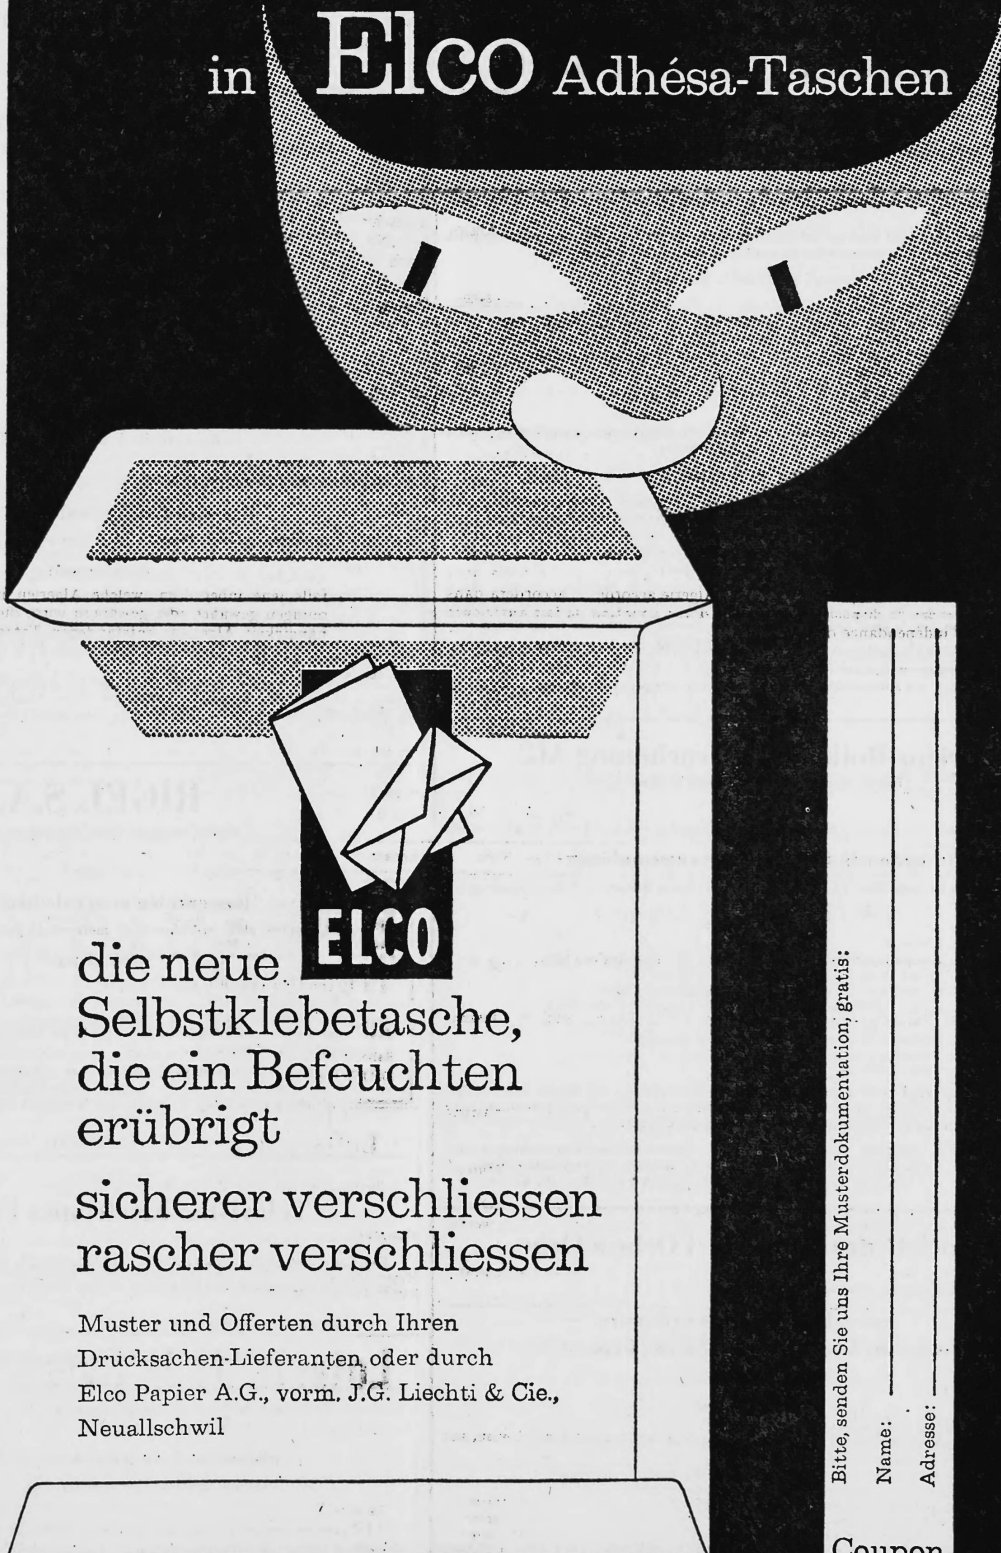 in Elco Adhésa-Taschen
ELCO
die neue
Selbstklebetasche,
die ein Befeuchten
erübrigt
sicherer verschliessen
rascher verschliessen
Muster und Offerten durch Ihren
Drucksachen-Lieferanten oder durch
Elco Papier A.G., vorm. J.G. Liechti & Cie.,
Neuallschwil
Bitte, senden Sie uns Ihre Musterdokumentation, gratis:
Name:
Adresse:
Coupon